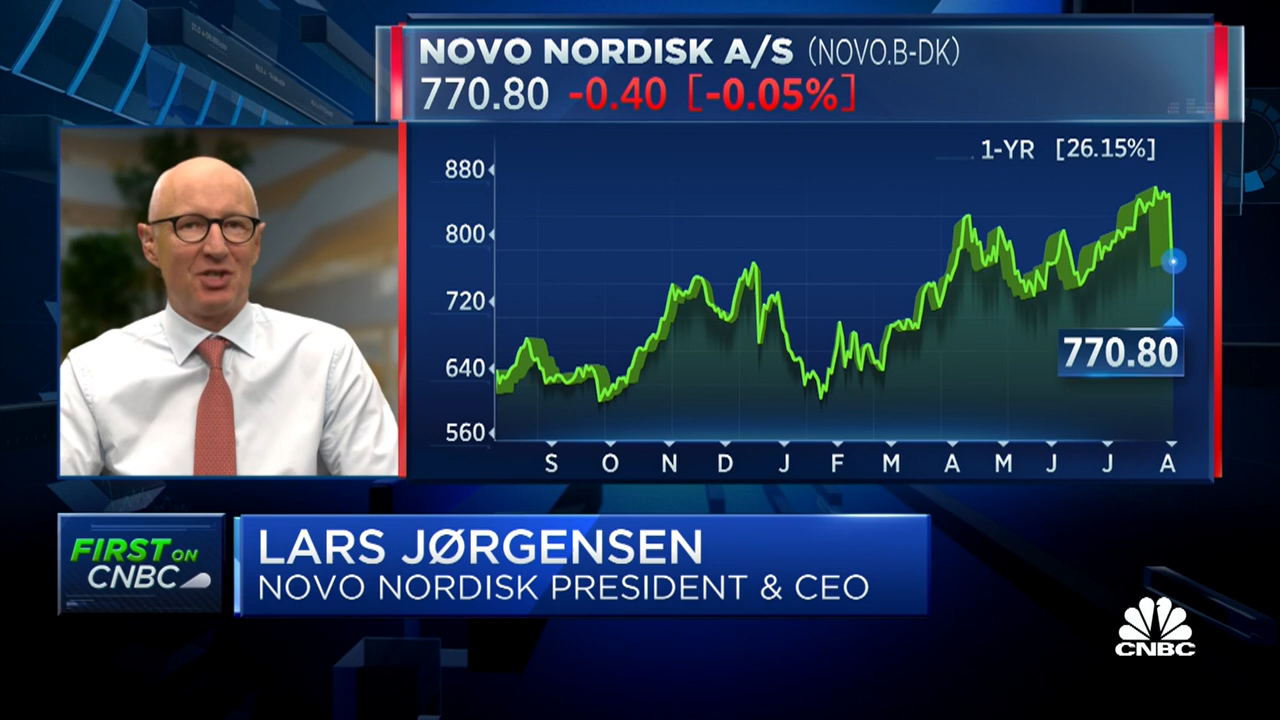 NOVO NORDISK A/S (NOVO.B-DK)
770.80 -0.40 [-0.05%]
1-YR [26.15%]
880
800
720
640
560
770.80
S O N D J F M A M J J A
FIRST ON
CNBC
LARS JØRGENSEN
NOVO NORDISK PRESIDENT & CEO
CNBC